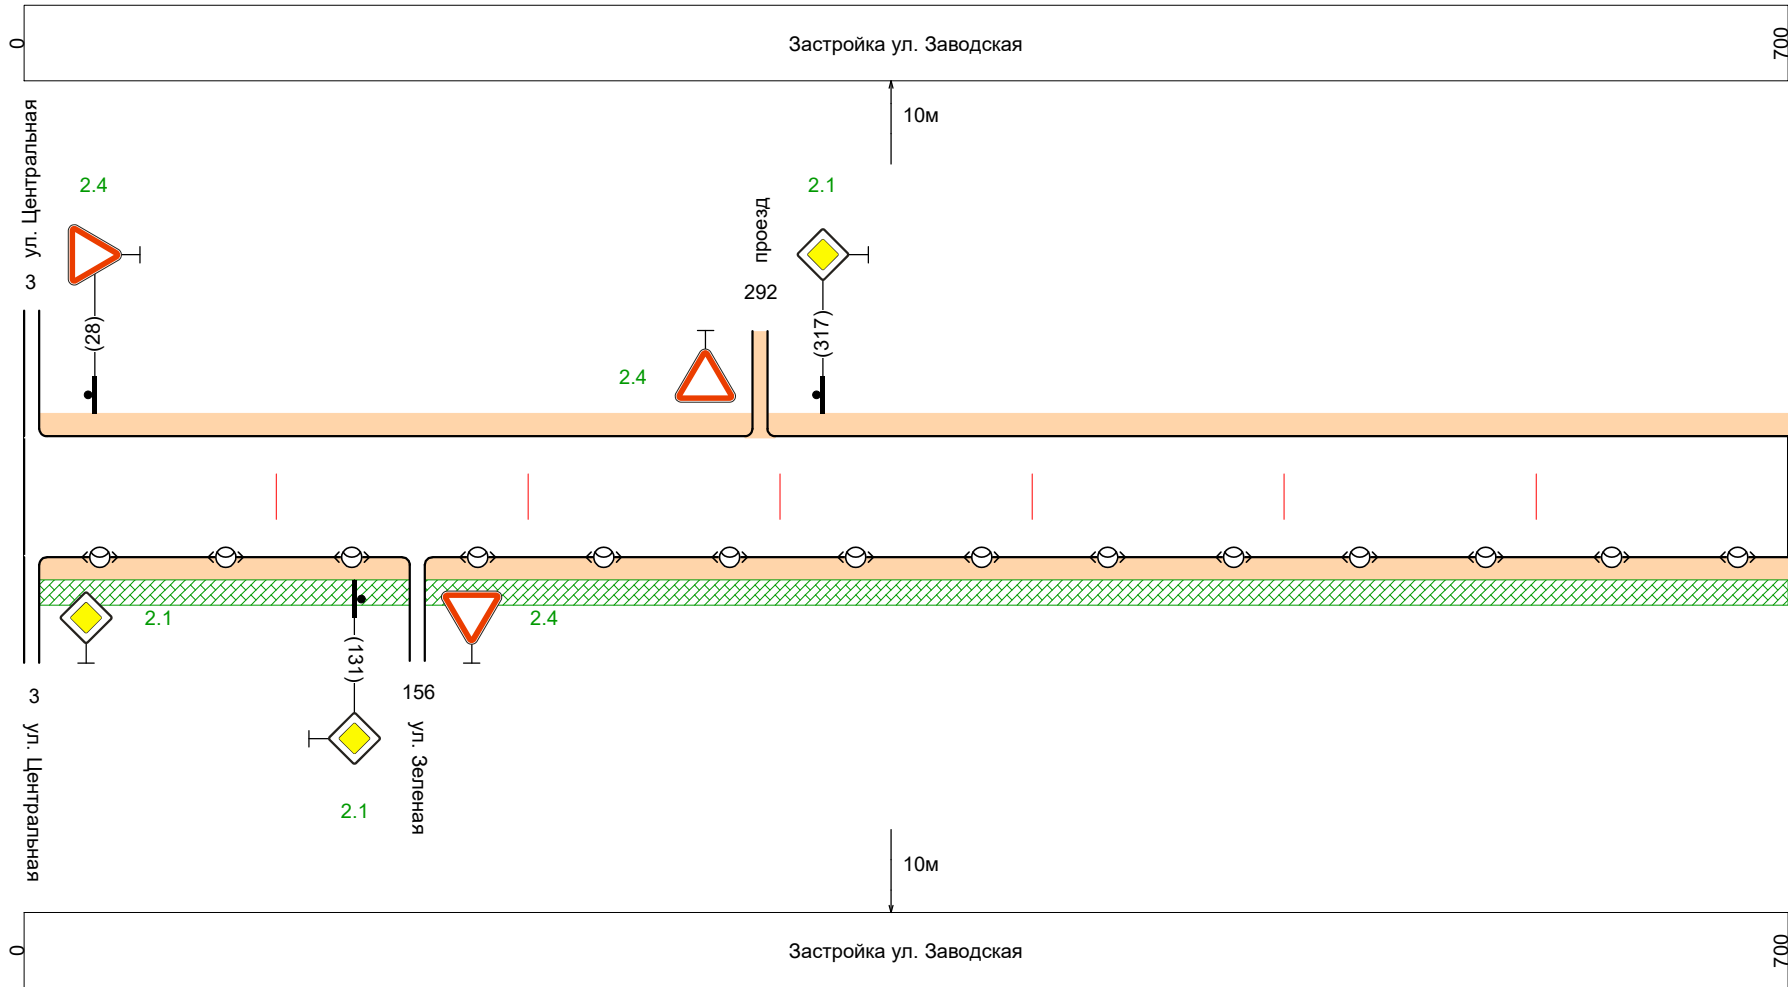 0
Застройка ул. Заводская
700
10м
ул. Центральная
3
2.4
(28)
2.4
проезд
292
2.1
(317)
2.1
(131)
2.1
156
ул. Зеленая
2.4
3
ул. Центральная
10м
0
Застройка ул. Заводская
700